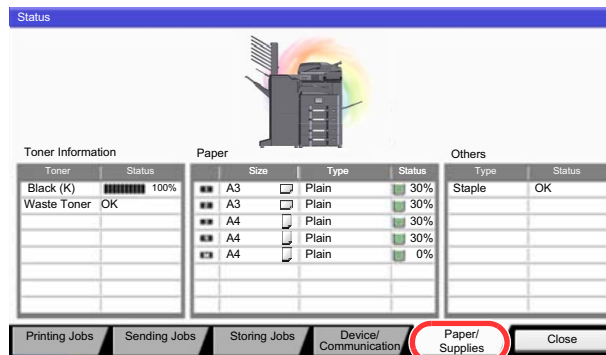 Status
Toner Information
Toner Status
Black (K) 100%
Waste Toner OK
Paper
Size Type Status
A3 Plain 30%
A3 Plain 30%
A4 Plain 30%
A4 Plain 30%
A4 Plain 0%
Others
Type Status
Staple OK
Printing Jobs
Sending Jobs
Storing Jobs
Device/
Communication
Paper/
Supplies
Close